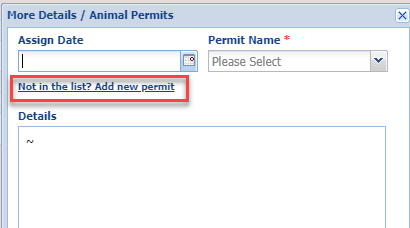 More Details / Animal Permits
Assign Date Permit Name *
Please Select
Not in the list? Add new permit
Details
~